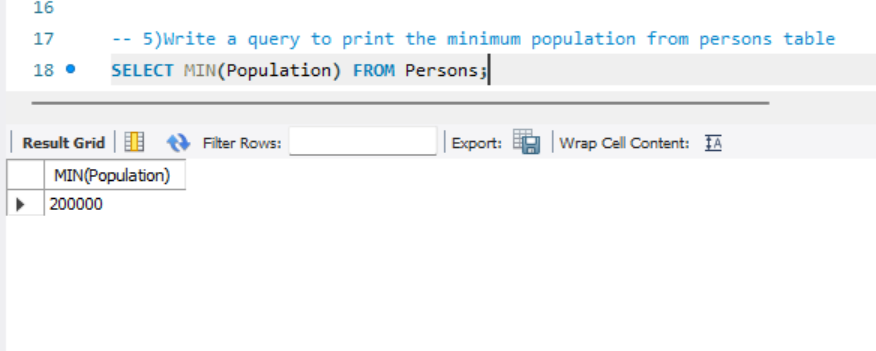 16
17 -- 5)Write a query to print the minimum population from persons table
18 SELECT MIN(Population) FROM Persons;
Result Grid Filter Rows: Export: Wrap Cell Content: IA
MIN(Population)
200000